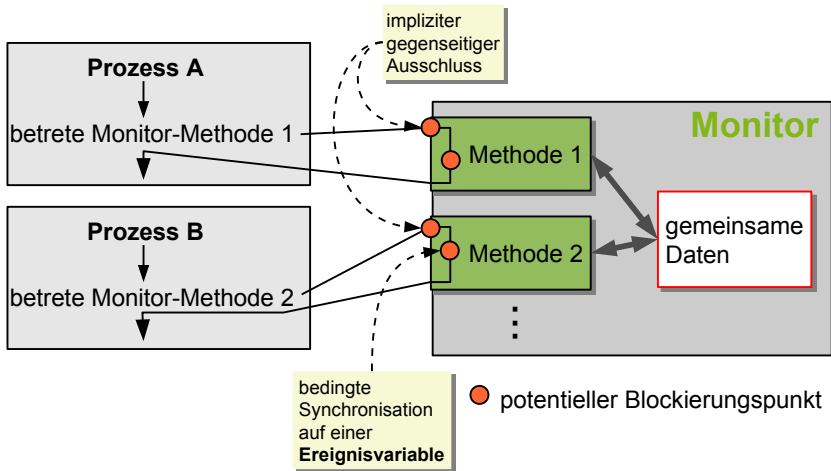 impliziter
gegenseitiger
Ausschluss
Prozess A
betrete Monitor-Methode 1
Prozess B
betrete Monitor-Methode 2
Monitor
Methode 1
Methode 2
gemeinsame
Daten
bedingte
Synchronisation
auf einer
Ereignisvariable
potentieller Blockierungspunkt